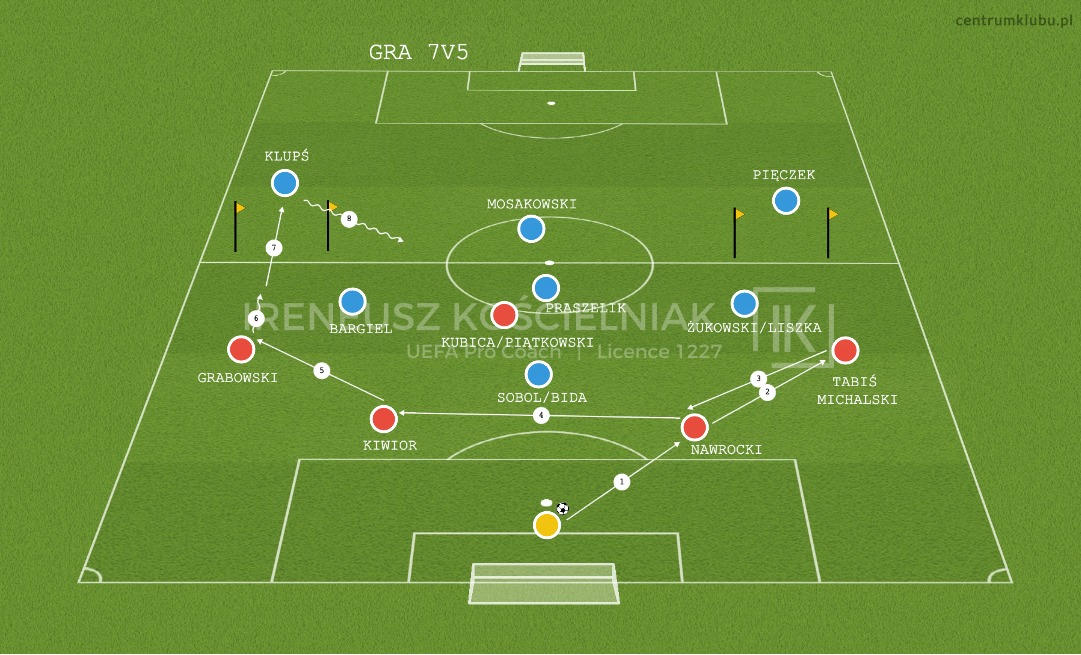 centrumklubu.pl
GRA 7V5
KLUPŚ
PIĘCZEK
MOSAKOWSKI
8
7
PRASZELIK
IRENEUSZ KOŚCIELNIAK
IK
6
BARGIEL
ŻUKOWSKI/LISZKA
KUBICA/PIĄTKOWSKI
UEFA Pro Coach | Licence 1227
GRABOWSKI
5
3
2
TABIŚ
MICHALSKI
SOBOL/BIDA
4
KIWIOR
NAWROCKI
1